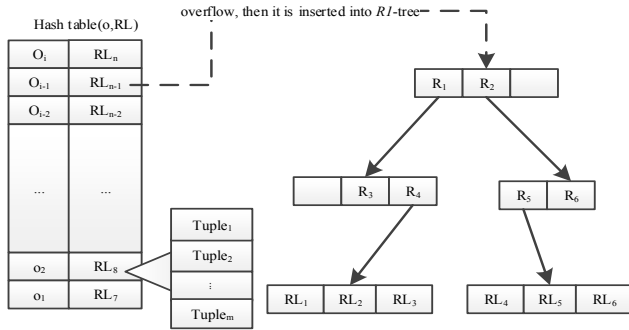 overflow, then it is inserted into R1-tree
Hash table(o,RL)
Oᵢ RLₙ
Oᵢ₋₁ RLₙ₋₁
Oᵢ₋₂ RLₙ₋₂
... ...
o₂ RL₈
o₁ RL₇
Tuple₁
Tuple₂
⋮
Tupleₘ
R₁ R₂
R₃ R₄
R₅ R₆
RL₁ RL₂ RL₃
RL₄ RL₅ RL₆